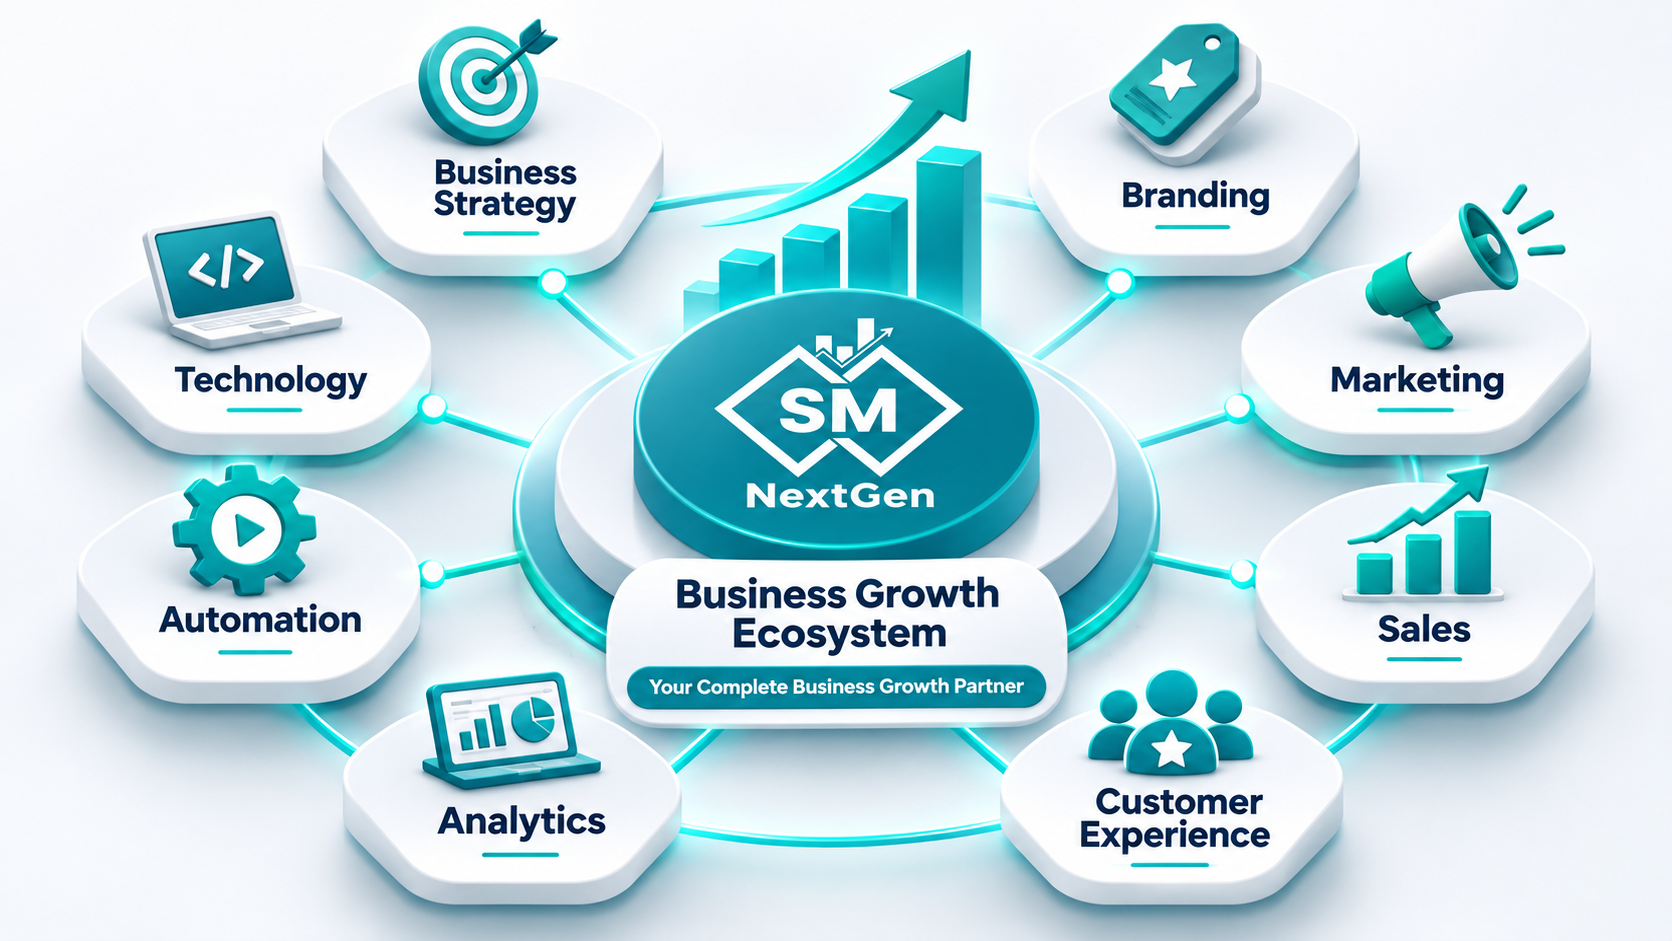 Business
Strategy
Branding
</>
Technology
Marketing
SM
NextGen
Automation
Sales
Business Growth
Ecosystem
Your Complete Business Growth Partner
Analytics
Customer
Experience